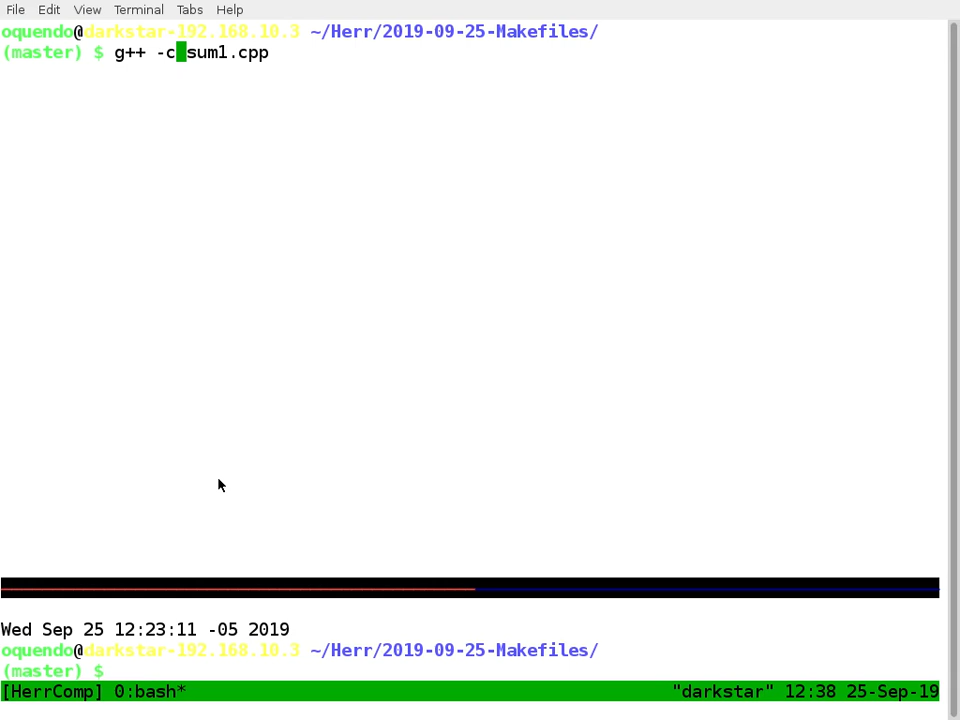 File Edit View Terminal Tabs Help
oquendo@darkstar-192.168.10.3 ~/Herr/2019-09-25-Makefiles/
(master) $ g++ -c sum1.cpp
Wed Sep 25 12:23:11 -05 2019
oquendo@darkstar-192.168.10.3 ~/Herr/2019-09-25-Makefiles/
(master) $
[HerrComp] 0:bash* "darkstar" 12:38 25-Sep-19